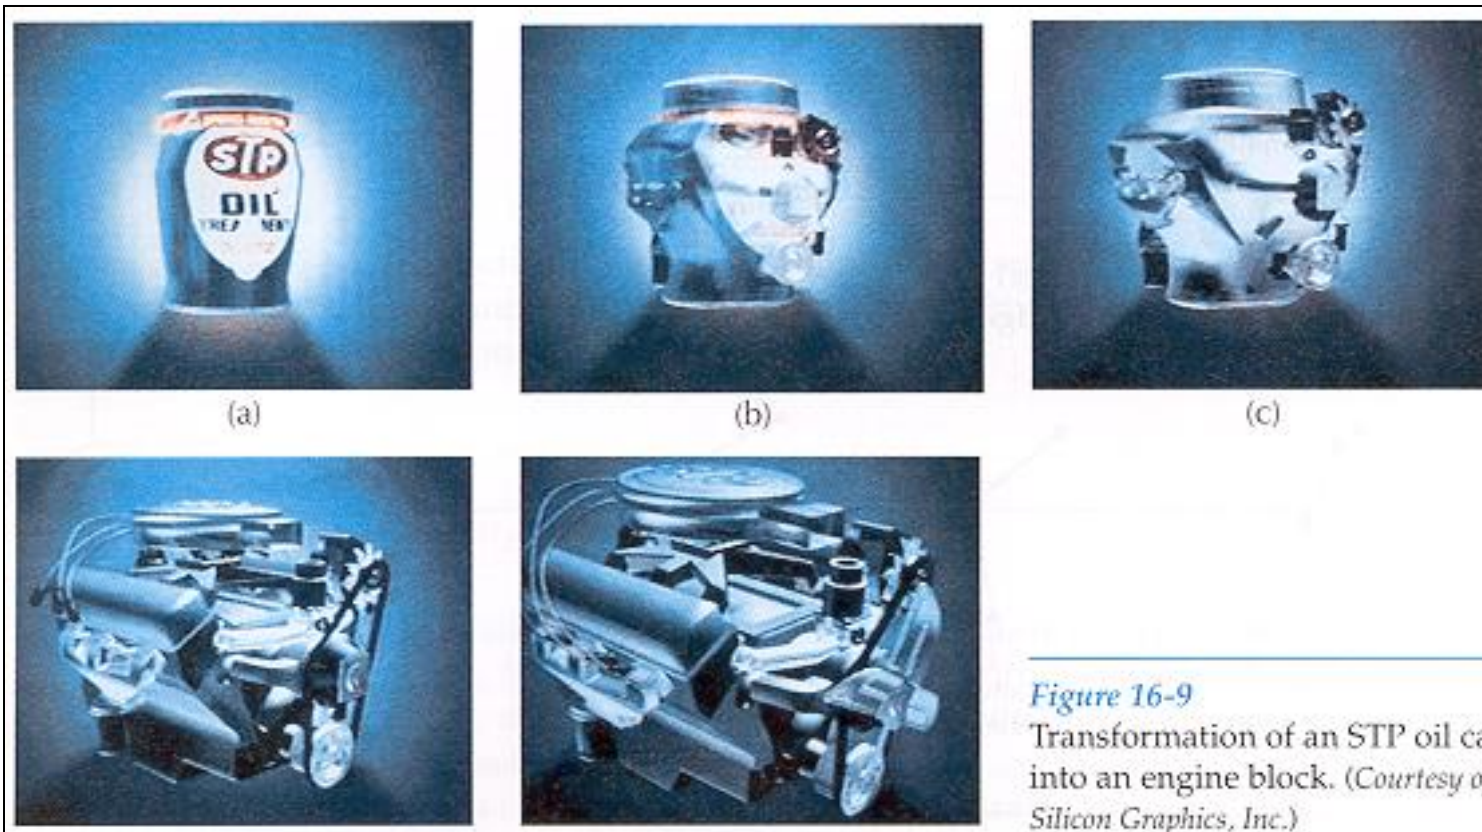 STP
OIL
(a)
(b)
(c)
Figure 16-9
Transformation of an STP oil ca
into an engine block. (Courtesy o
Silicon Graphics, Inc.)